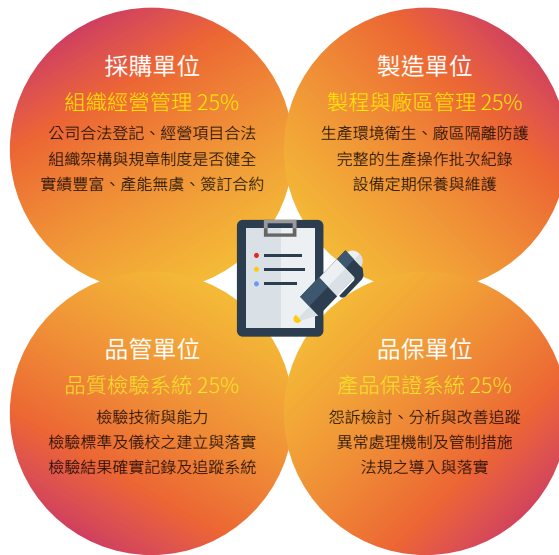 採購單位
組織經營管理 25%
公司合法登記、經營項目合法
組織架構與規章制度是否健全
實績豐富、產能無虞、簽訂合約
製造單位
製程與廠區管理 25%
生產環境衛生、廠區隔離防護
完整的生產操作批次紀錄
設備定期保養與維護
品管單位
品質檢驗系統 25%
檢驗技術與能力
檢驗標準及儀校之建立與落實
檢驗結果確實記錄及追蹤系統
品保單位
產品保證系統 25%
怨訴檢討、分析與改善追蹤
異常處理機制及管制措施
法規之導入與落實